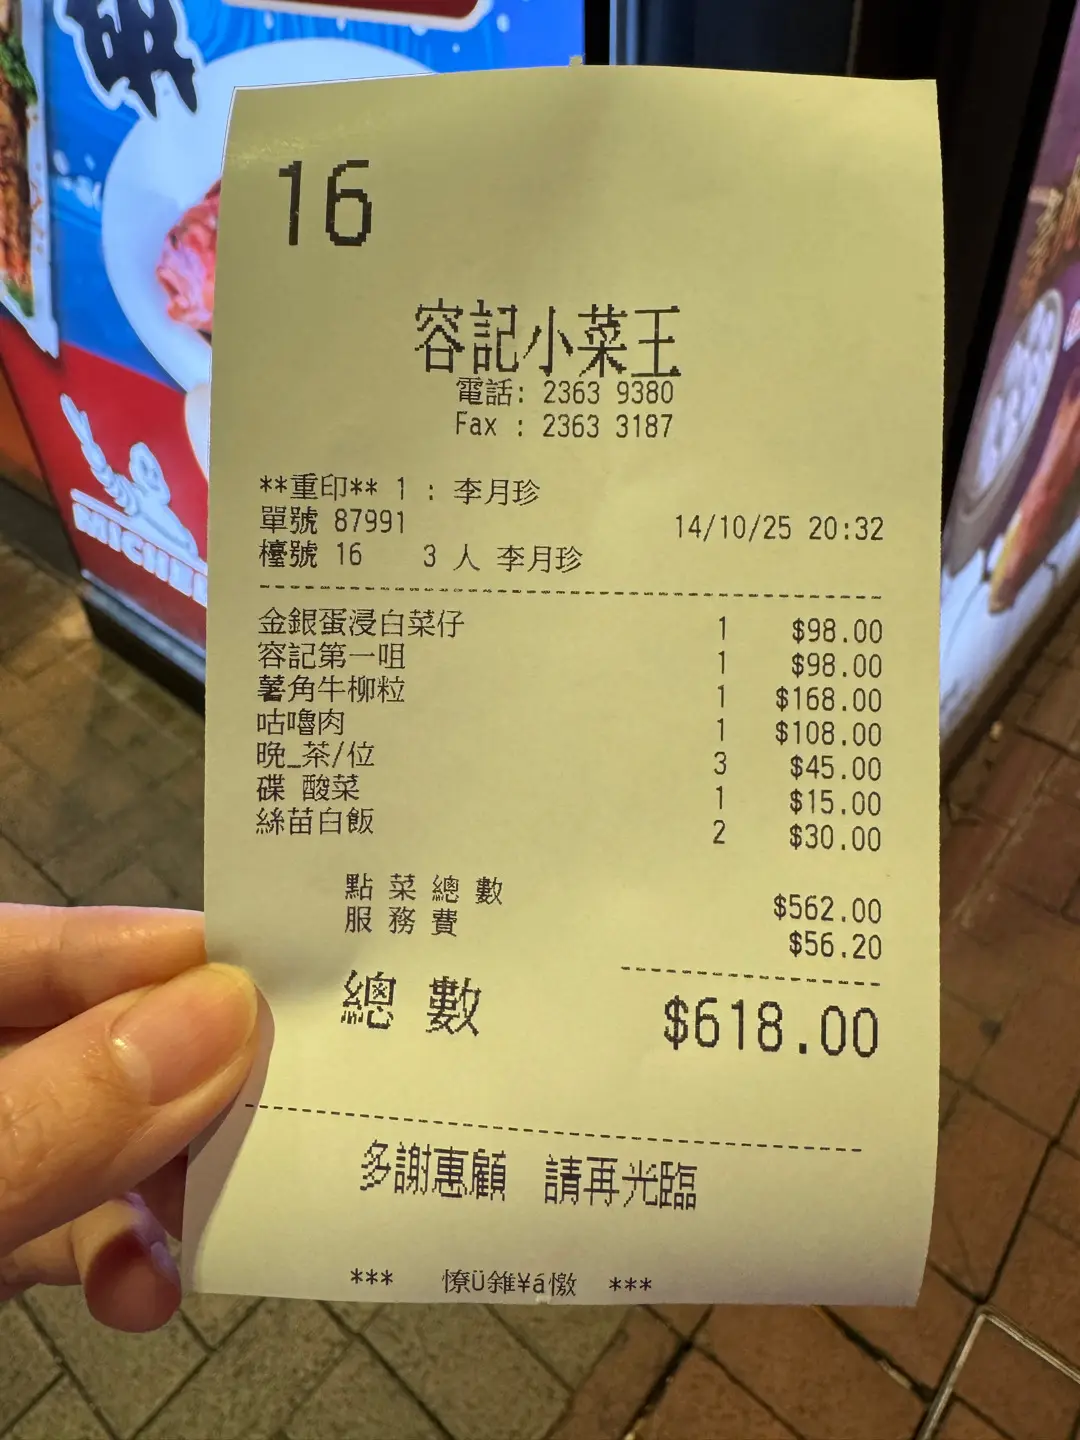 16
容記小菜王
電話: 2363 9380
Fax : 2363 3187
**重印** 1 : 李月珍
單號 87991 14/10/25 20:32
檯號 16 3 人 李月珍
金銀蛋浸白菜仔 1 $98.00
容記第一咀 1 $98.00
薯角牛柳粒 1 $168.00
咕嚕肉 1 $108.00
晚_茶/位 3 $45.00
碟 酸菜 1 $15.00
絲苗白飯 2 $30.00
點菜總數 $562.00
服務費 $56.20
總數 $618.00
多謝惠顧 請再光臨
*** ***
MICHE